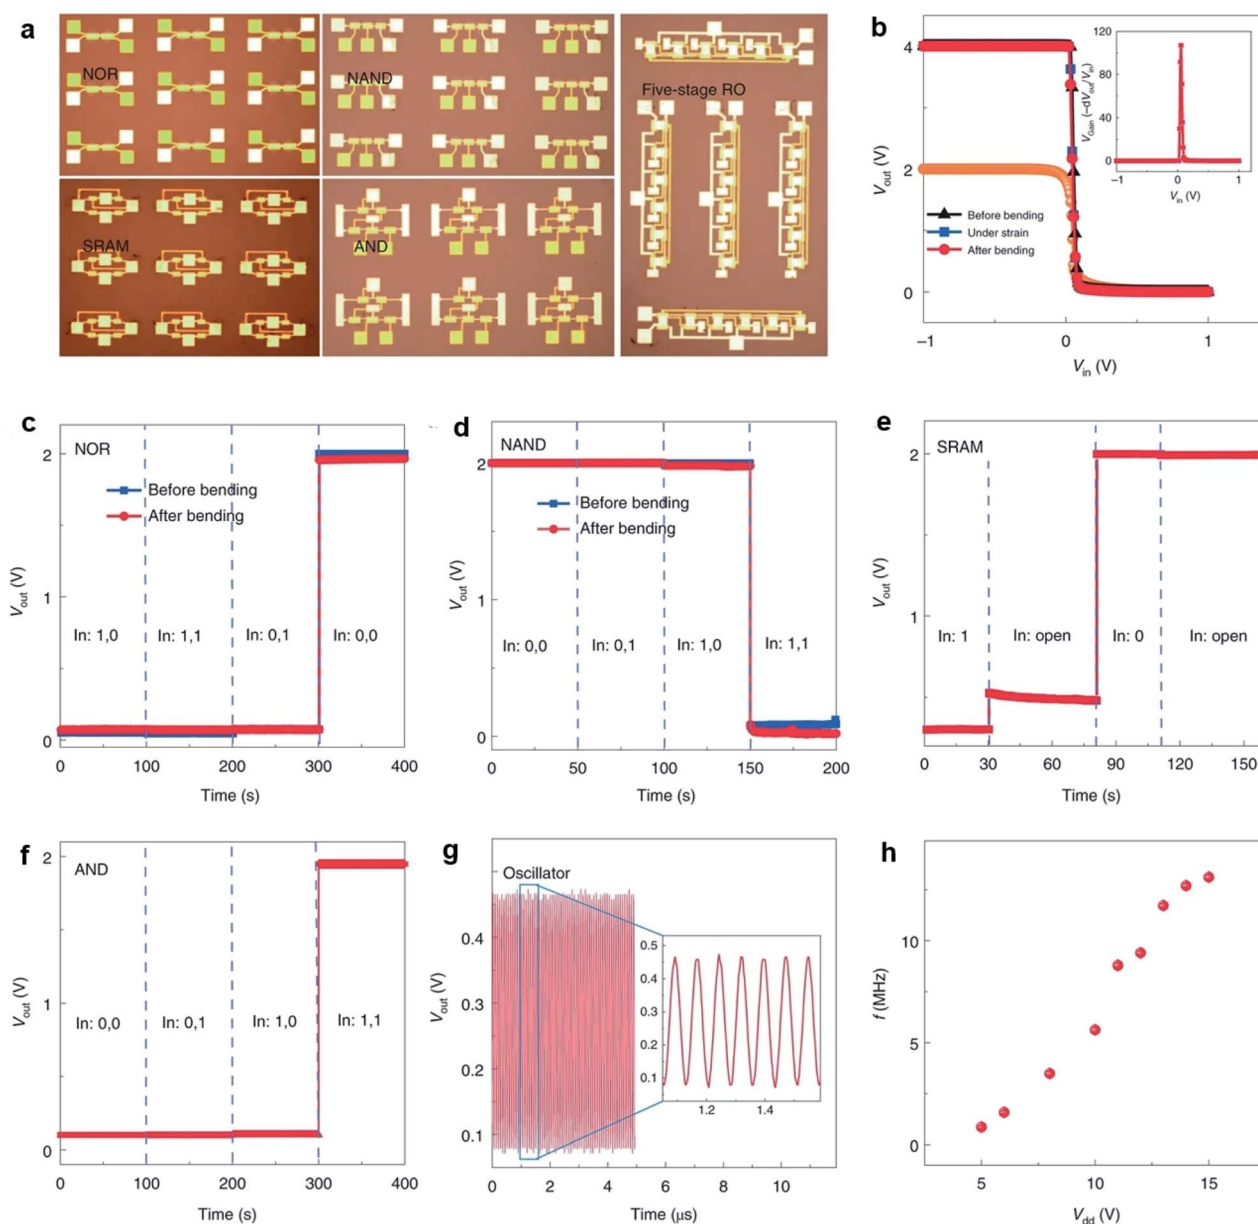 a
NOR
NAND
Five-stage RO
SRAM
AND
b
4
2
0
V_out (V)
Before bending
Under strain
After bending
−1
0
1
V_in (V)
120
80
40
0
V_Gain (−dV_out/V_in)
−1
0
1
V_in (V)
c
NOR
2
1
0
V_out (V)
Before bending
After bending
In: 1,0
In: 1,1
In: 0,1
In: 0,0
0
100
200
300
400
Time (s)
d
NAND
2
1
0
V_out (V)
Before bending
After bending
In: 0,0
In: 0,1
In: 1,0
In: 1,1
0
50
100
150
200
Time (s)
e
SRAM
2
1
V_out (V)
In: 1
In: open
In: 0
In: open
0
30
60
90
120
150
Time (s)
f
AND
2
1
0
V_out (V)
In: 0,0
In: 0,1
In: 1,0
In: 1,1
0
100
200
300
400
Time (s)
g
Oscillator
0.4
0.3
0.2
0.1
V_out (V)
0.5
0.4
0.3
0.2
0.1
1.2
1.4
0
2
4
6
8
10
Time (μs)
h
10
5
0
f (MHz)
5
10
15
V_dd (V)